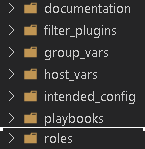 documentation
filter_plugins
group_vars
host_vars
intended_config
playbooks
roles